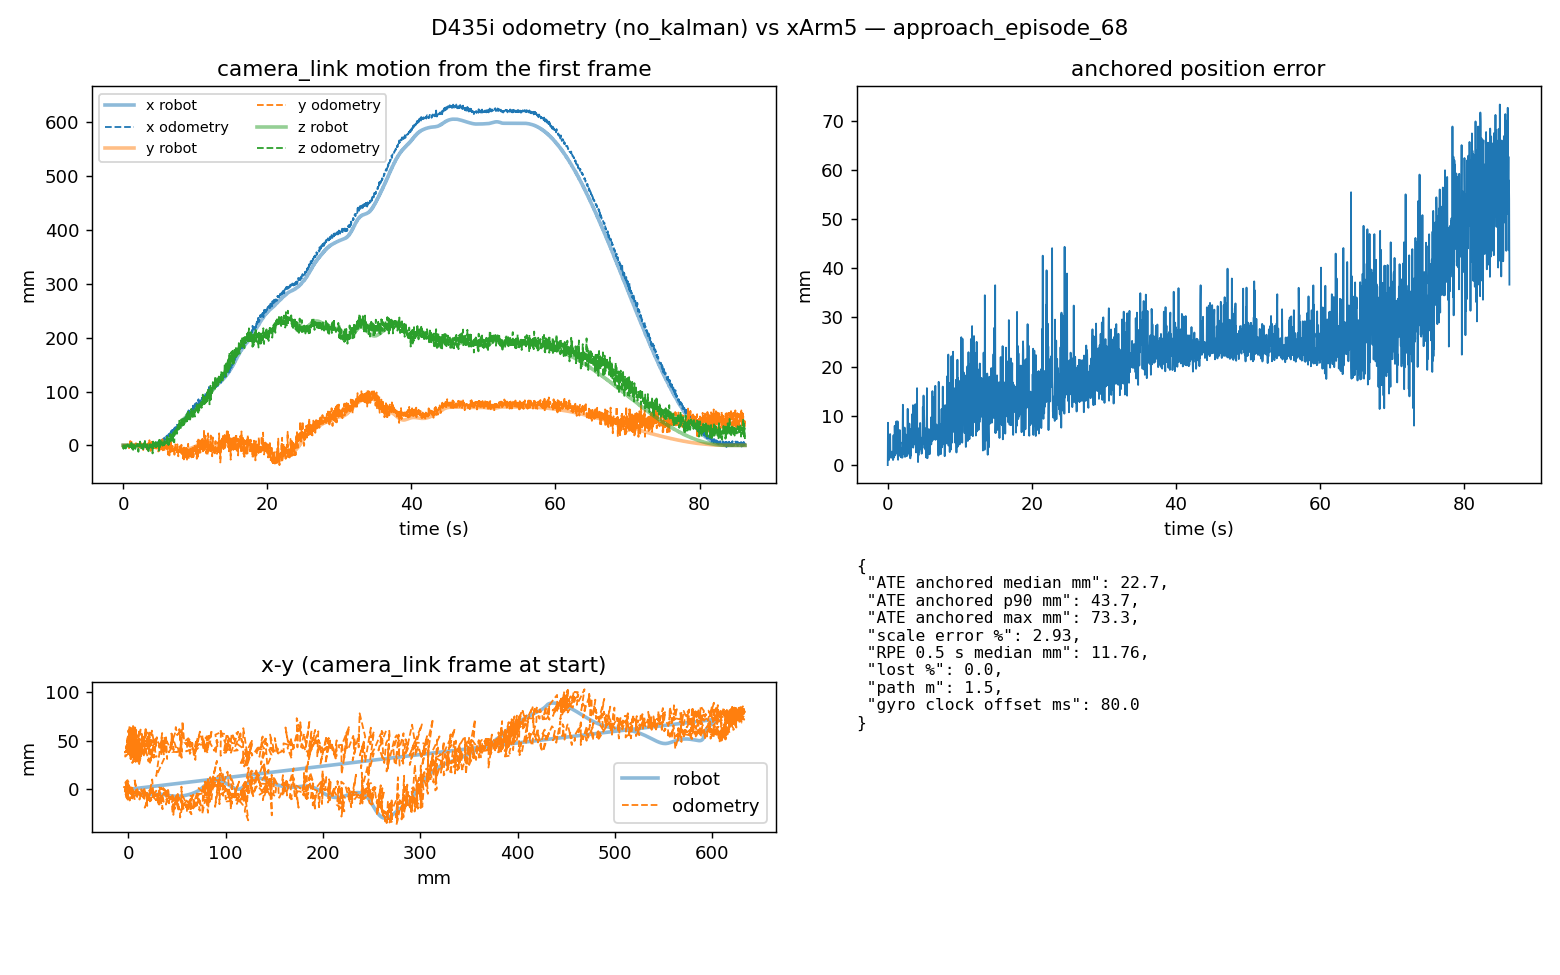 D435i odometry (no_kalman) vs xArm5 — approach_episode_68
camera_link motion from the first frame
x robot
x odometry
y robot
y odometry
z robot
z odometry
mm
600
500
400
300
200
100
0
0 20 40 60 80
time (s)
anchored position error
mm
70
60
50
40
30
20
10
0
0 20 40 60 80
time (s)
x-y (camera_link frame at start)
mm
100
50
0
robot
odometry
0 100 200 300 400 500 600
mm
{
"ATE anchored median mm": 22.7,
"ATE anchored p90 mm": 43.7,
"ATE anchored max mm": 73.3,
"scale error %": 2.93,
"RPE 0.5 s median mm": 11.76,
"lost %": 0.0,
"path m": 1.5,
"gyro clock offset ms": 80.0
}